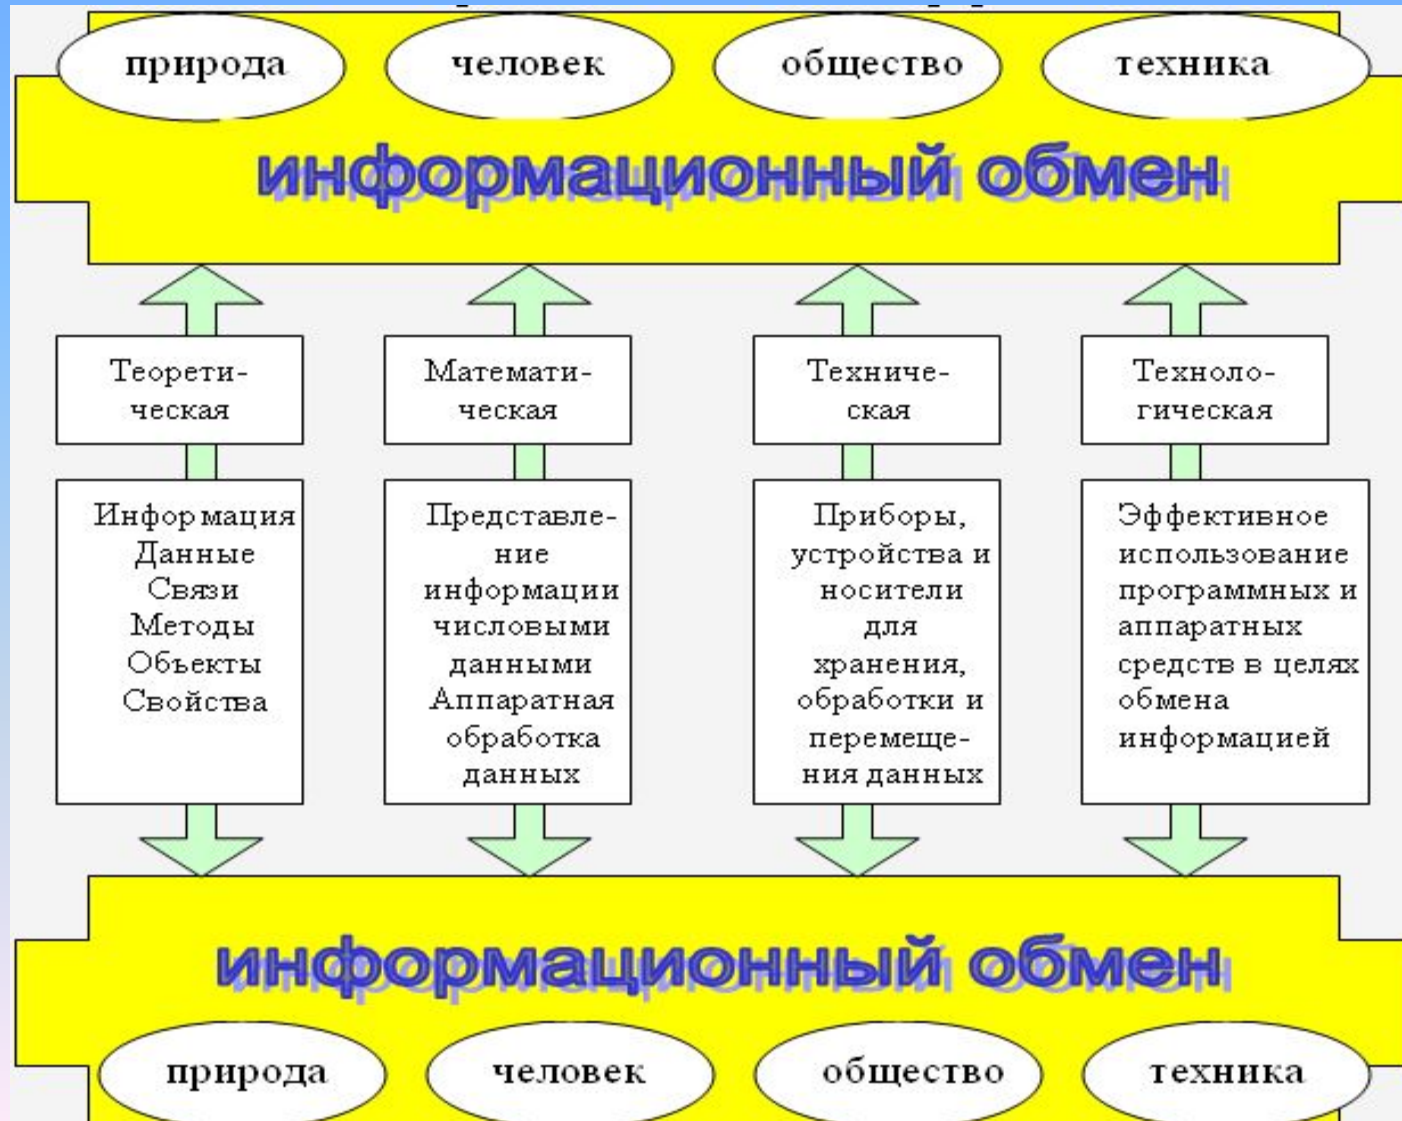 природа человек общество техника
информационный обмен
Теорети-
ческая
Математи-
ческая
Техниче-
ская
Техноло-
гическая
Информация
Данные
Связи
Методы
Объекты
Свойства
Представле-
ние
информации
числовыми
данными
Аппаратная
обработка
данных
Приборы,
устройства и
носители
для
хранения,
обработки и
перемеще-
ния данных
Эффективное
использование
программных и
аппаратных
средств в целях
обмена
информацией
информационный обмен
природа человек общество техника